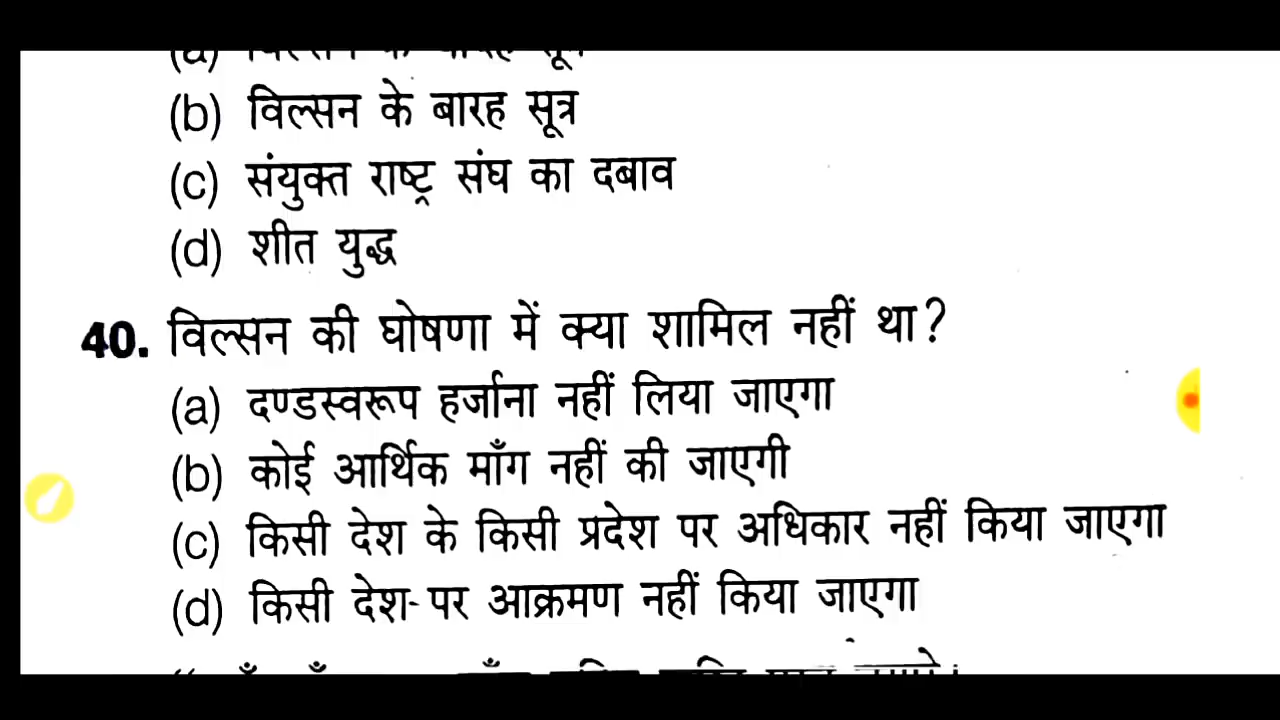 (b) विल्सन के बारह सूत्र
(c) संयुक्त राष्ट्र संघ का दबाव
(d) शीत युद्ध
40. विल्सन की घोषणा में क्या शामिल नहीं था?
(a) दण्डस्वरूप हर्जाना नहीं लिया जाएगा
(b) कोई आर्थिक माँग नहीं की जाएगी
(c) किसी देश के किसी प्रदेश पर अधिकार नहीं किया जाएगा
(d) किसी देश-पर आक्रमण नहीं किया जाएगा